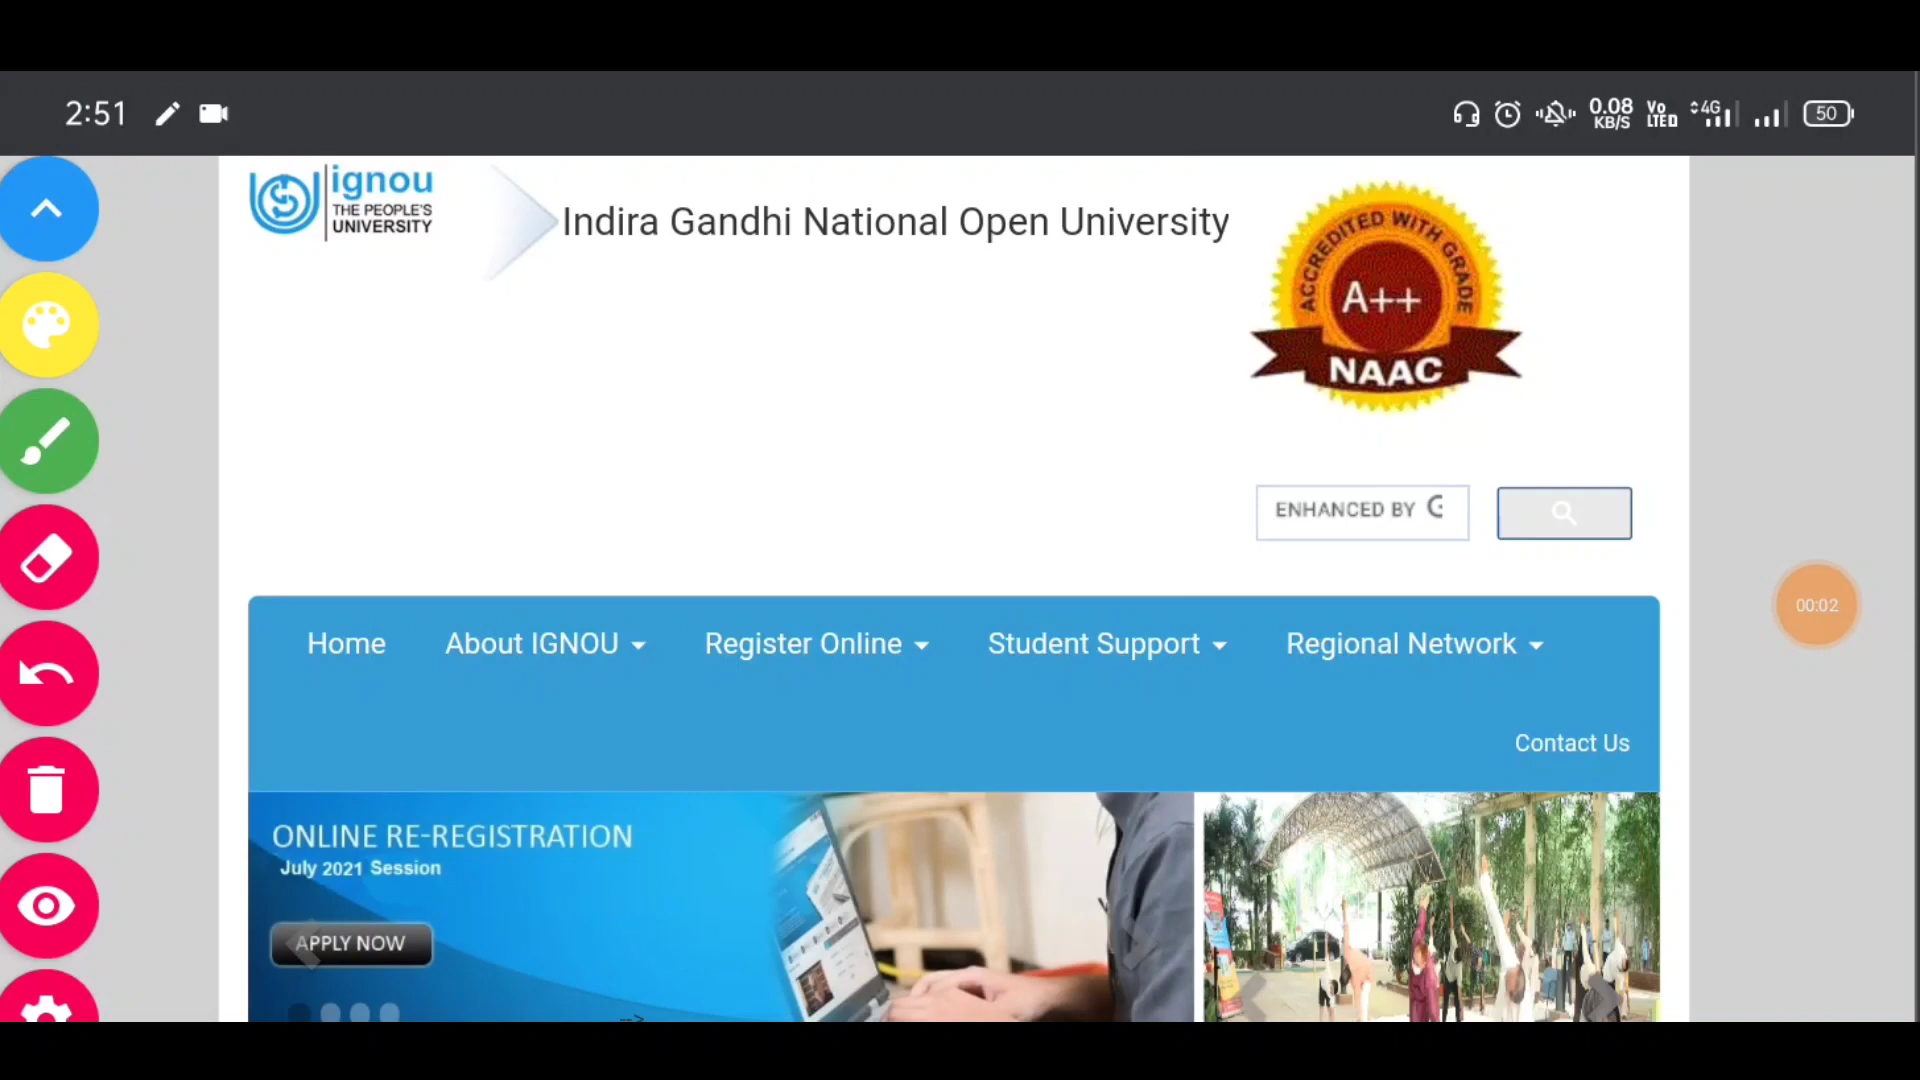 2:51
0.08
KB/S
Vo
LTE
4G
50
ignou
THE PEOPLE'S
UNIVERSITY
Indira Gandhi National Open University
ACCREDITED WITH GRADE
A++
NAAC
ENHANCED BY G
Home
About IGNOU
Register Online
Student Support
Regional Network
00:02
Contact Us
ONLINE RE-REGISTRATION
July 2021 Session
APPLY NOW
-->